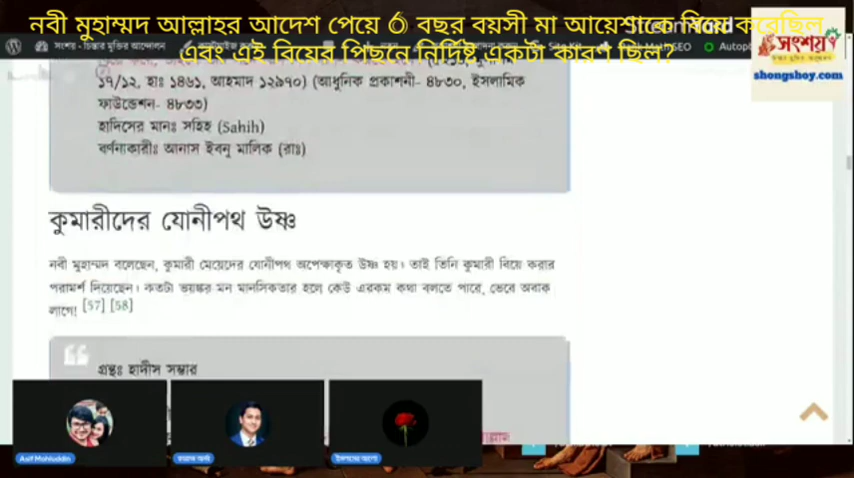 নবী মুহাম্মদ আল্লাহর আদেশ পেয়ে 6 বছর বয়সী মা আয়েশাকে বিয়ে করেছিল
এবং এই বিয়ের পিছনে নির্দিষ্ট একটা কারণ ছিল?
সংশয়
shongshoy.com
১৭/১২, হাঃ ১৪৬১, আহমাদ ১২৯৭০) (আধুনিক প্রকাশনী- ৪৮৩০, ইসলামিক
ফাউন্ডেশন- ৪৮৩৩)
হাদিসের মানঃ সহিহ (Sahih)
বর্ণনাকারীঃ আনাস ইবনু মালিক (রাঃ)
কুমারীদের যোনীপথ উষ্ণ
নবী মুহাম্মদ বলেছেন, কুমারী মেয়েদের যোনীপথ অপেক্ষাকৃত উষ্ণ হয়। তাই তিনি কুমারী বিয়ে করার
পরামর্শ দিয়েছেন। কতটা ভয়ঙ্কর মন মানসিকতার হলে কেউ এরকম কথা বলতে পারে, ভেবে অবাক
লাগে! [57] [58]
গ্রন্থঃ হাদীস সম্ভার
Asif Mohiuddin